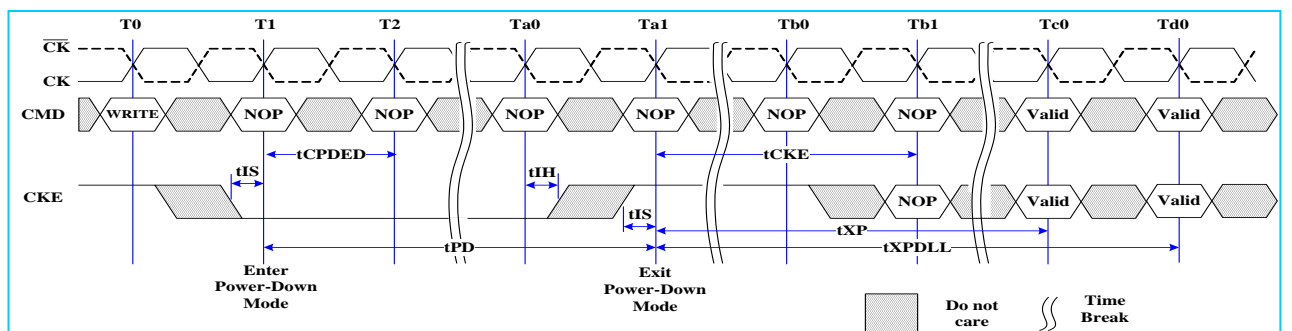 T0 T1 T2 Ta0 Ta1 Tb0 Tb1 Tc0 Td0
CK
CK
CMD WRITE NOP NOP NOP NOP NOP NOP Valid Valid
tCPDED tCKE
tIS tIH
CKE NOP Valid Valid
tIS
tXP
tPD tXPDLL
Enter
Power-Down
Mode
Exit
Power-Down
Mode
Do not
care
Time
Break